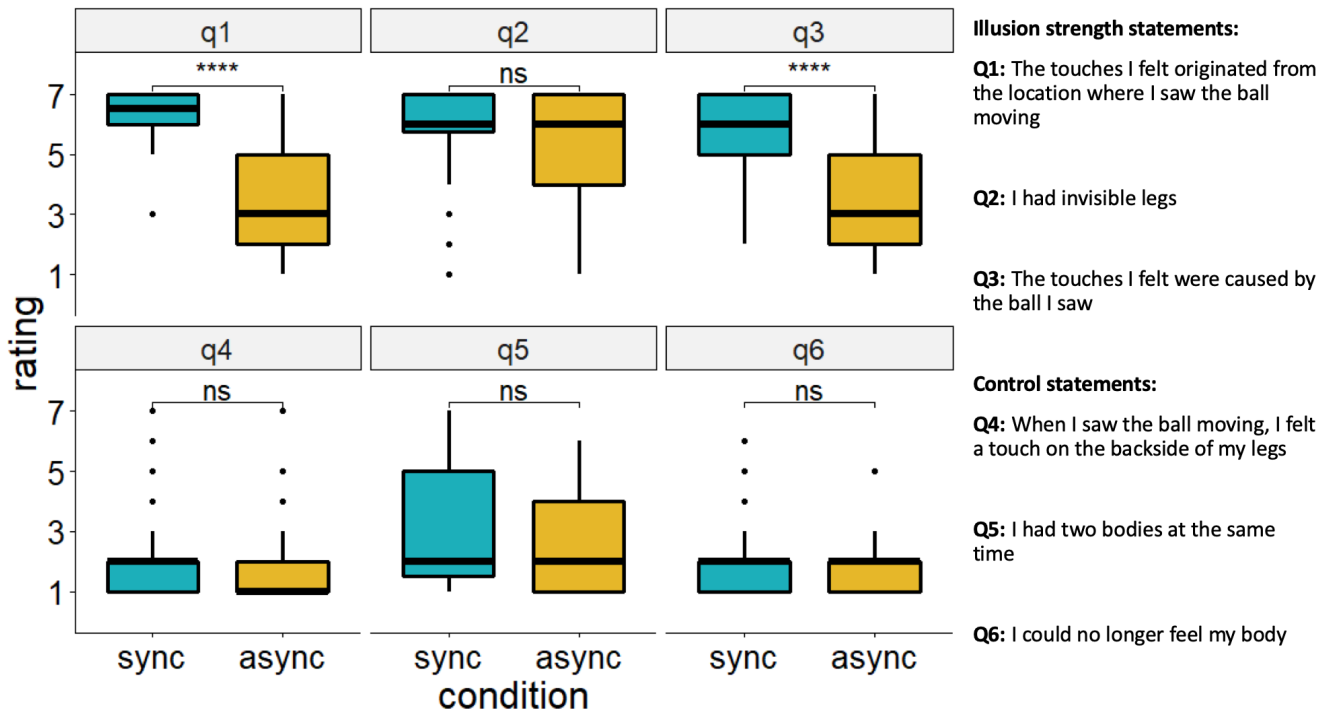 q1 q2 q3
**** ns ****
7
5
3
1
rating
q4 q5 q6
ns ns ns
7
5
3
1
sync async sync async sync async
condition
Illusion strength statements:
Q1: The touches I felt originated from
the location where I saw the ball
moving
Q2: I had invisible legs
Q3: The touches I felt were caused by
the ball I saw
Control statements:
Q4: When I saw the ball moving, I felt
a touch on the backside of my legs
Q5: I had two bodies at the same
time
Q6: I could no longer feel my body